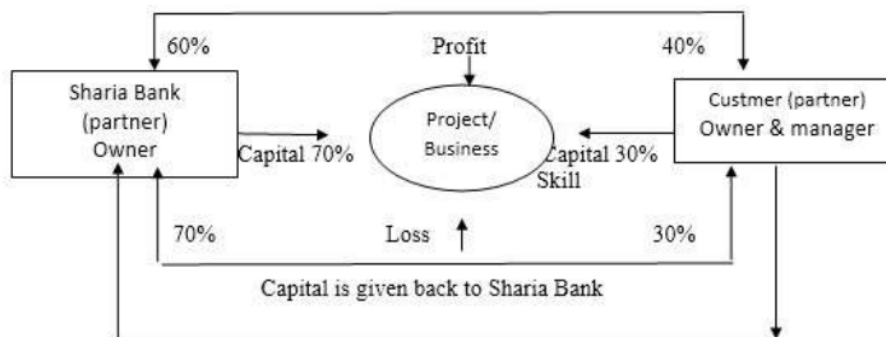 60%
Profit
40%
Sharia Bank
(partner)
Owner
Project/
Business
Custmer (partner)
Owner & manager
Capital 70%
Capital 30%
Skill
70%
Loss
30%
Capital is given back to Sharia Bank